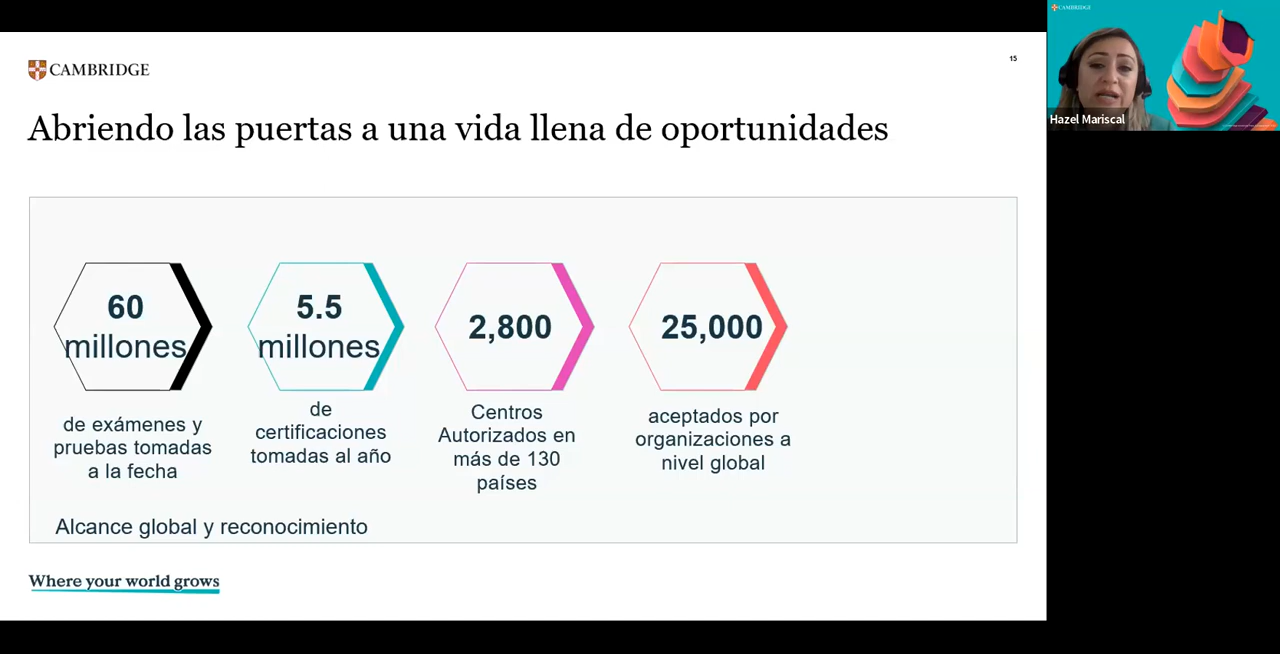 CAMBRIDGE
15
Abriendo las puertas a una vida llena de oportunidades
60
millones
de exámenes y
pruebas tomadas
a la fecha
5.5
millones
de
certificaciones
tomadas al año
2,800
Centros
Autorizados en
más de 130
países
25,000
aceptados por
organizaciones a
nivel global
Alcance global y reconocimiento
Where your world grows
CAMBRIDGE
Hazel Mariscal